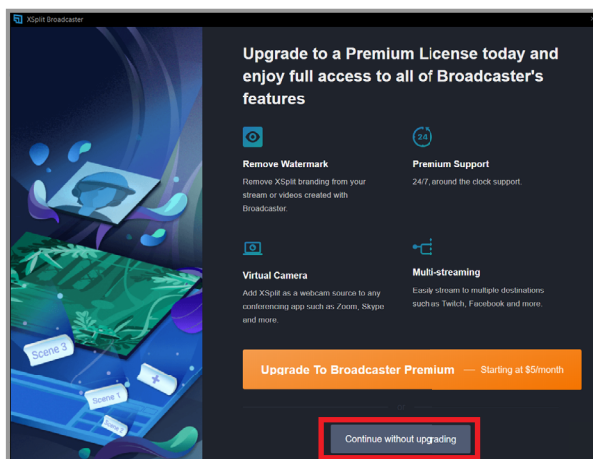 XSplit Broadcaster
Upgrade to a Premium License today and
enjoy full access to all of Broadcaster's
features
Remove Watermark
Remove XSplit branding from your
stream or videos created with
Broadcaster.
24
Premium Support
24/7, around the clock support.
Virtual Camera
Add XSplit as a webcam source to any
conferencing app such as Zoom, Skype
and more.
Multi-streaming
Easily stream to multiple destinations
such as Twitch, Facebook and more.
Scene 3
+
Scene 1
Scene 2
Upgrade To Broadcaster Premium — Starting at $5/month
Continue without upgrading